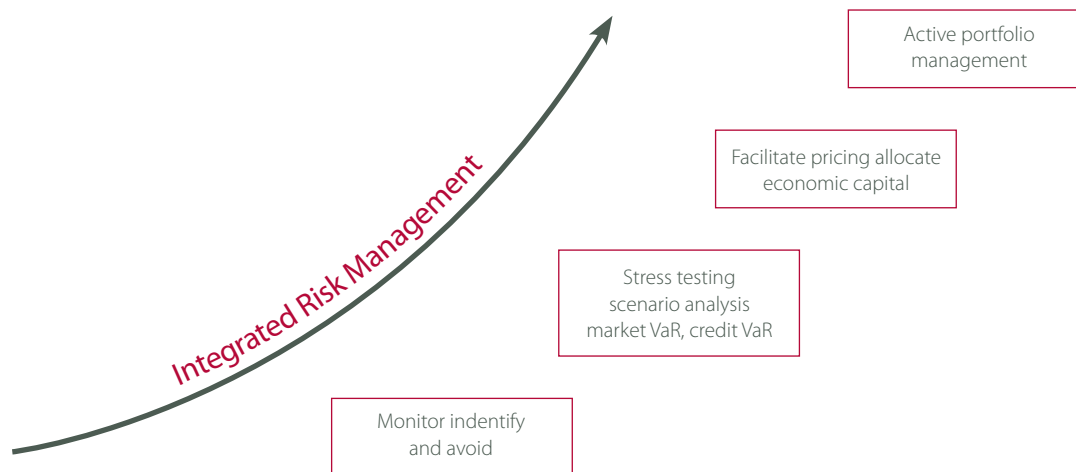 Active portfolio
management
Facilitate pricing allocate
economic capital
Integrated Risk Management
Stress testing
scenario analysis
market VaR, credit VaR
Monitor indentify
and avoid